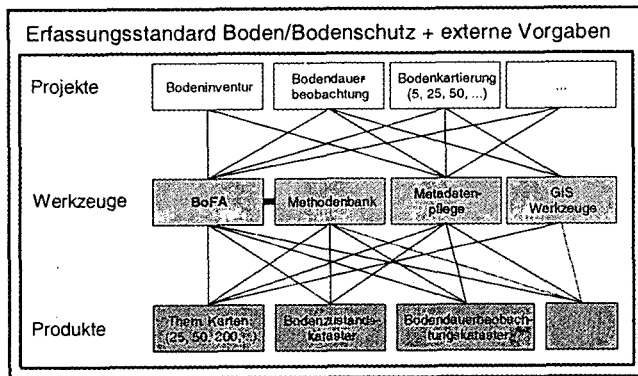 Erfassungsstandard Boden/Bodenschutz + externe Vorgaben
Projekte
Bodeninventur
Bodendauer
beobachtung
Bodenkartierung
(5, 25, 50, ...)
...
Werkzeuge
BoFA
Methodenbank
Metadaten-
pflege
GIS
Werkzeuge
Produkte
Them. Karten
(25, 50, 200,..)
Bodenzustands-
kataster
Bodendauerbeobach-
tungskataster